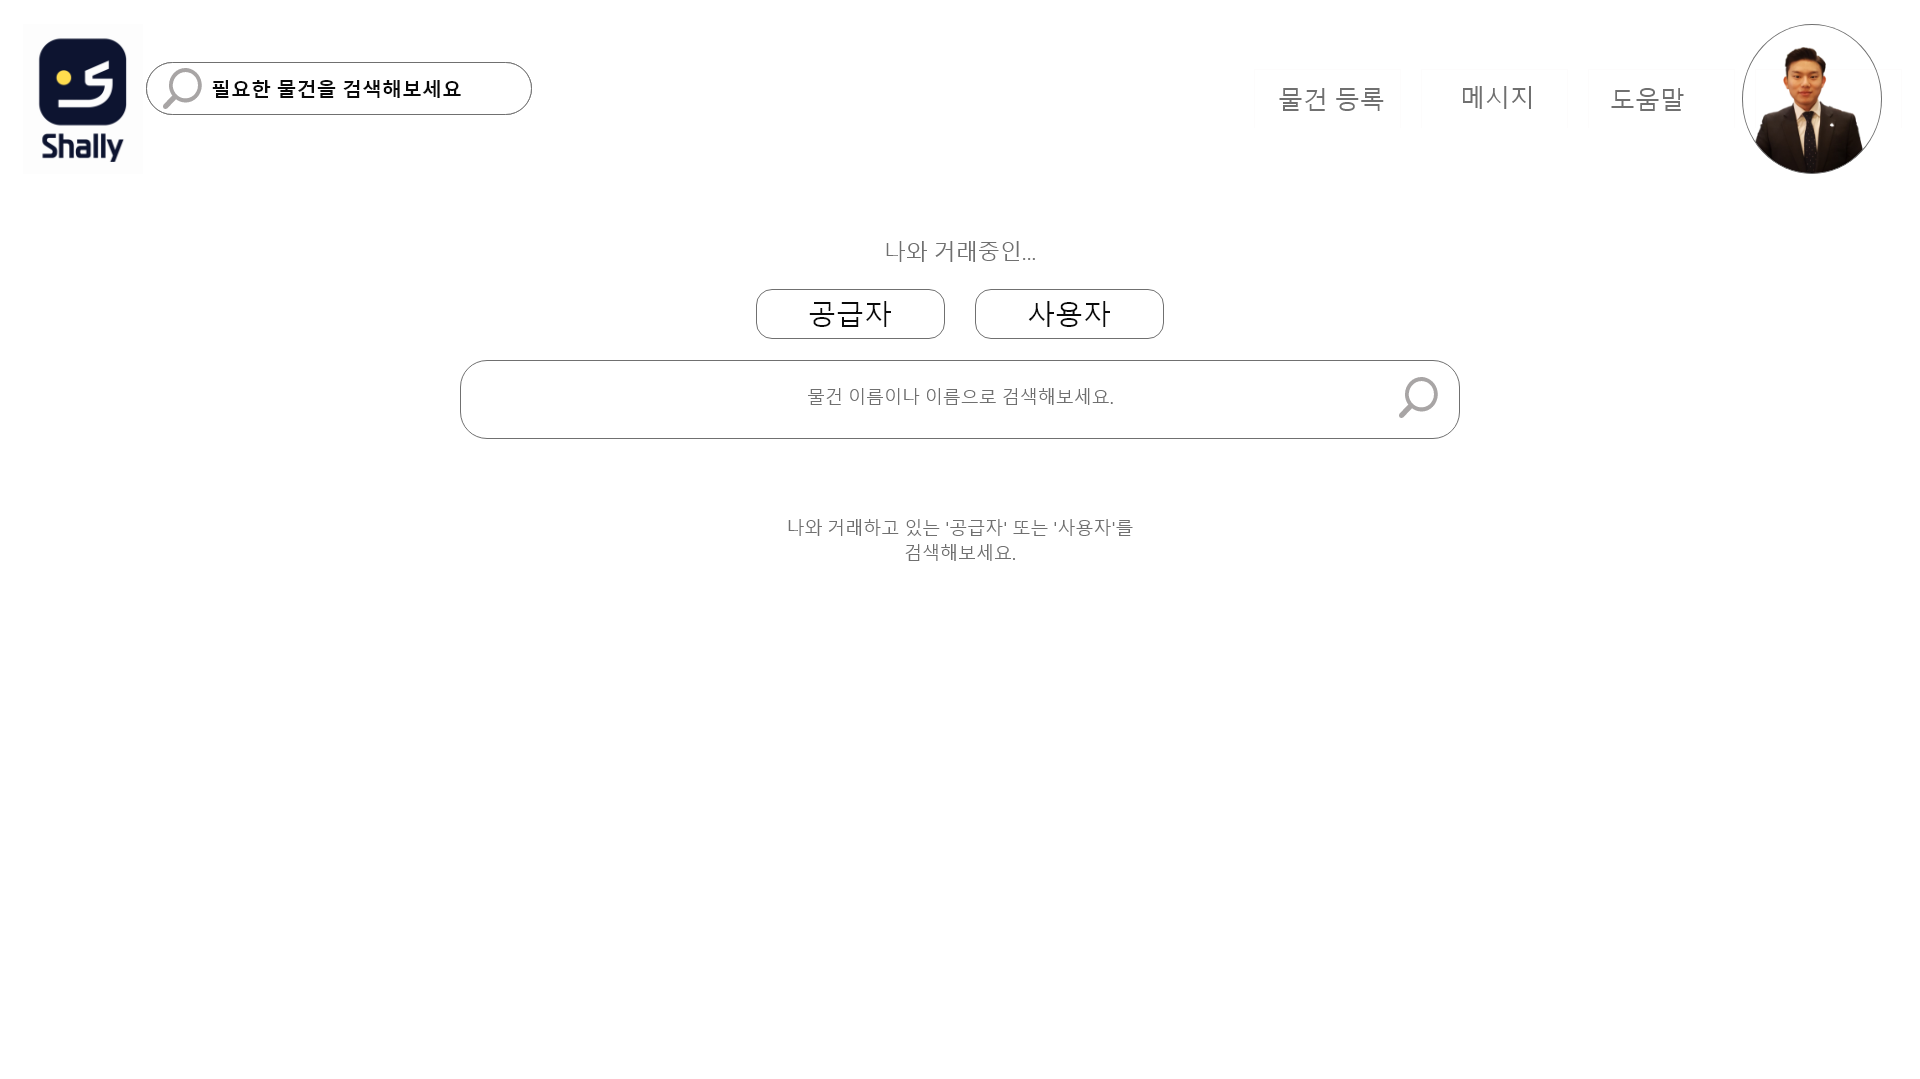 Shally
필요한 물건을 검색해보세요
물건 등록
메시지
도움말
나와 거래중인...
공급자
사용자
물건 이름이나 이름으로 검색해보세요.
나와 거래하고 있는 '공급자' 또는 '사용자'를
검색해보세요.